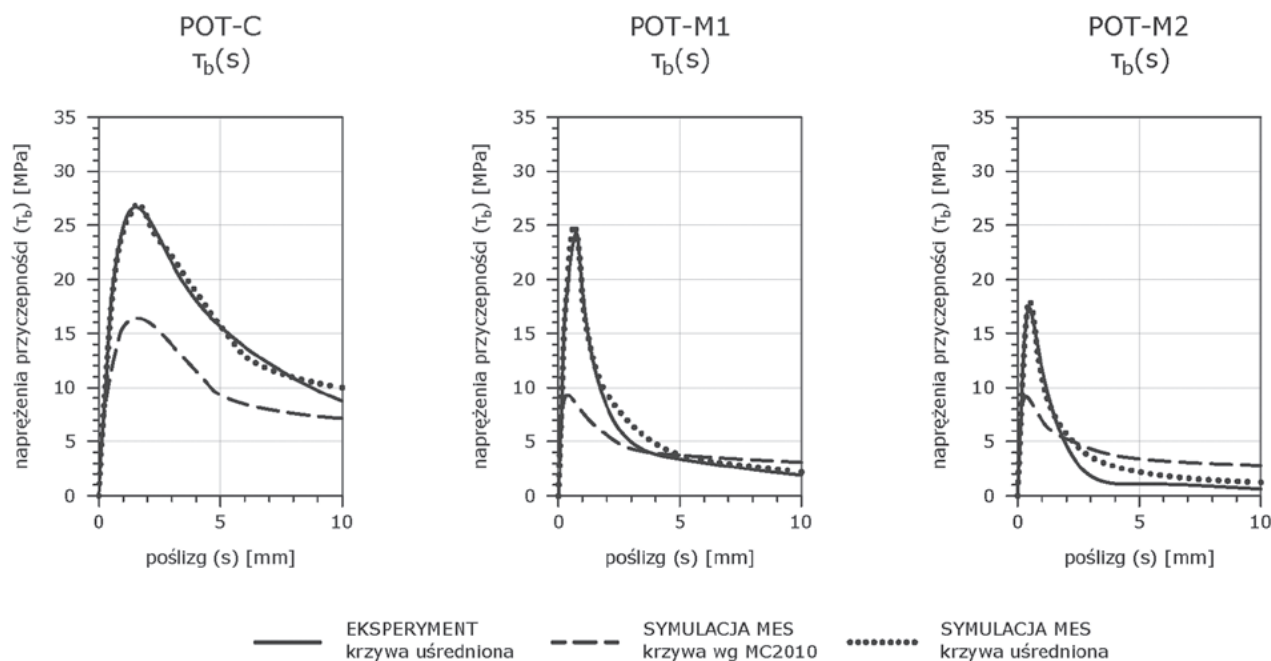 POT-C
τb(s)
naprężenia przyczepności (τb) [MPa]
35
30
25
20
15
10
5
0
0
5
10
poślizg (s) [mm]
POT-M1
τb(s)
naprężenia przyczepności (τb) [MPa]
35
30
25
20
15
10
5
0
0
5
10
poślizg (s) [mm]
POT-M2
τb(s)
naprężenia przyczepności (τb) [MPa]
35
30
25
20
15
10
5
0
0
5
10
poślizg (s) [mm]
EKSPERYMENT
krzywa uśredniona
SYMULACJA MES
krzywa wg MC2010
SYMULACJA MES
krzywa uśredniona